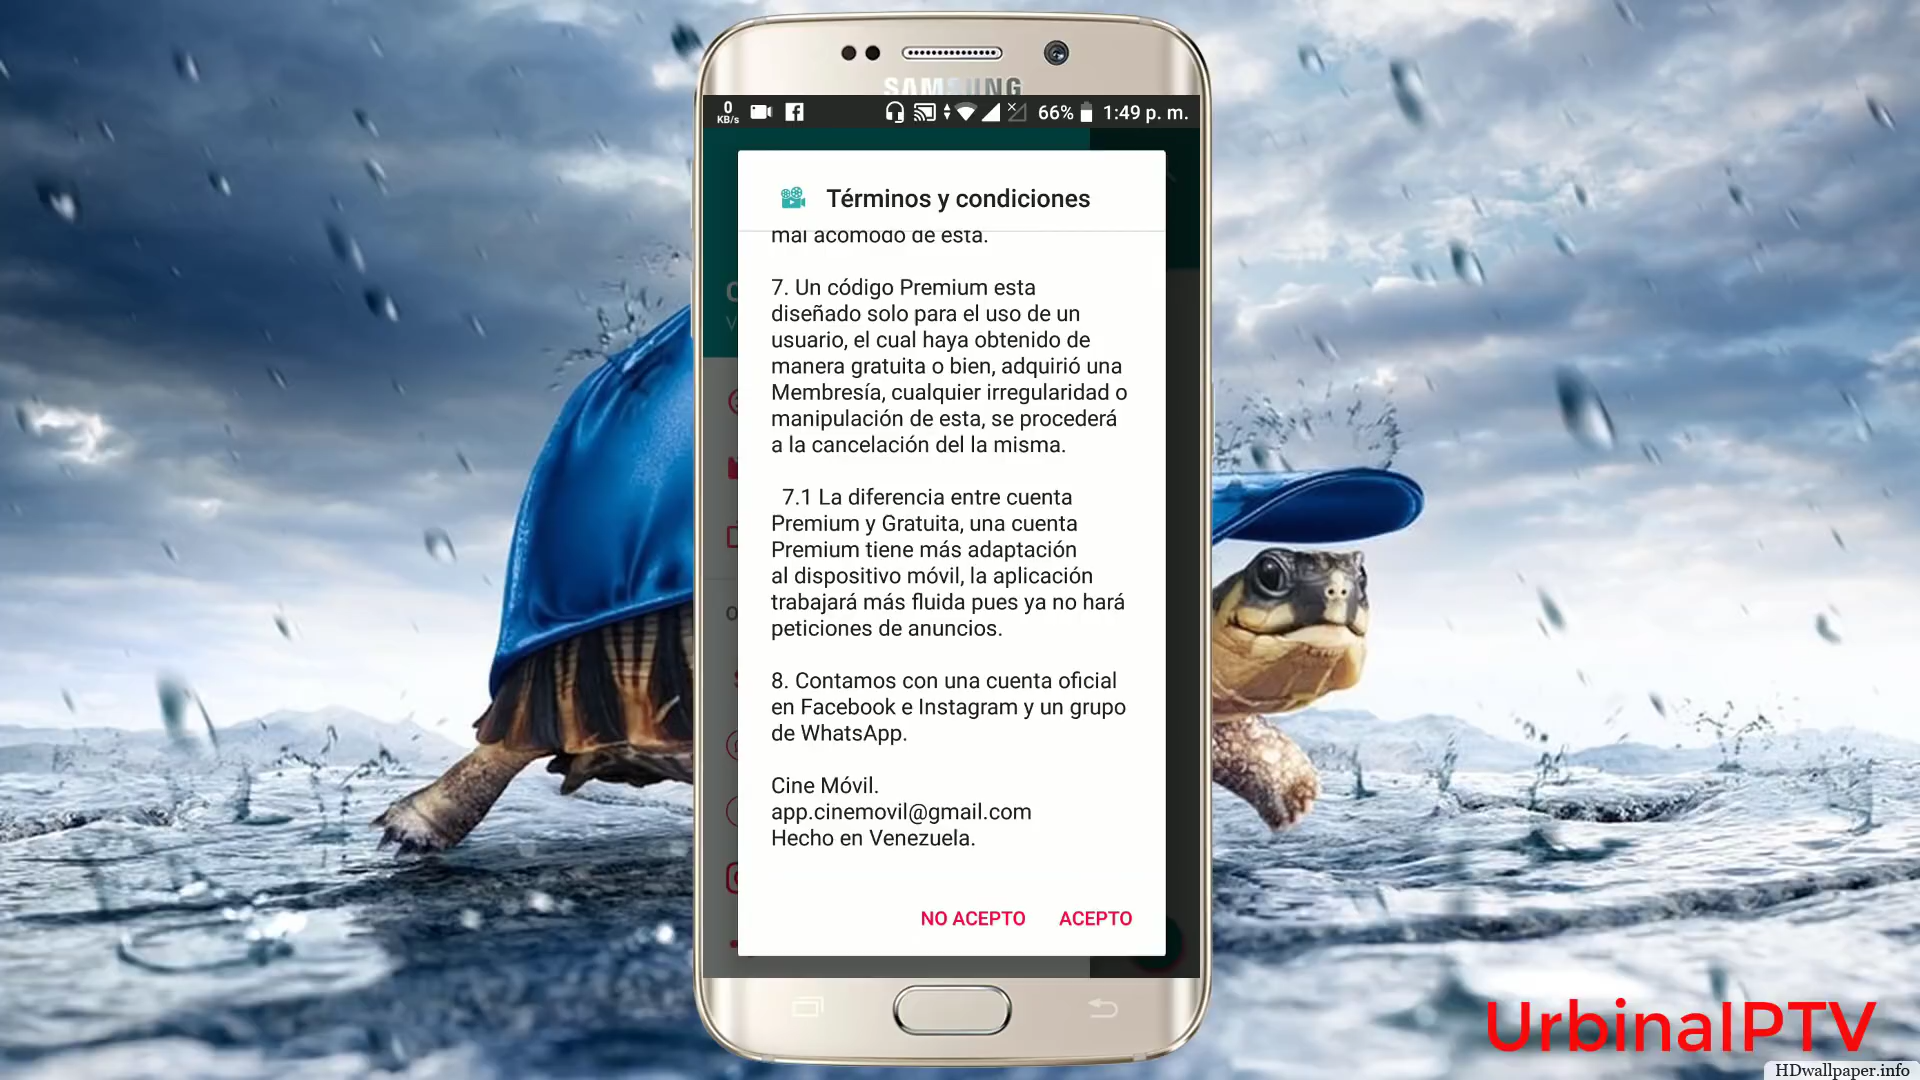 SAMSUNG
0
KB/s
66%
1:49 p. m.
Términos y condiciones
mal acomodo de esta.
7. Un código Premium esta
diseñado solo para el uso de un
usuario, el cual haya obtenido de
manera gratuita o bien, adquirió una
Membresía, cualquier irregularidad o
manipulación de esta, se procederá
a la cancelación del la misma.
7.1 La diferencia entre cuenta
Premium y Gratuita, una cuenta
Premium tiene más adaptación
al dispositivo móvil, la aplicación
trabajará más fluida pues ya no hará
peticiones de anuncios.
8. Contamos con una cuenta oficial
en Facebook e Instagram y un grupo
de WhatsApp.
Cine Móvil.
app.cinemovil@gmail.com
Hecho en Venezuela.
NO ACEPTO
ACEPTO
UrbinaIPTV
HDwallpaper.info